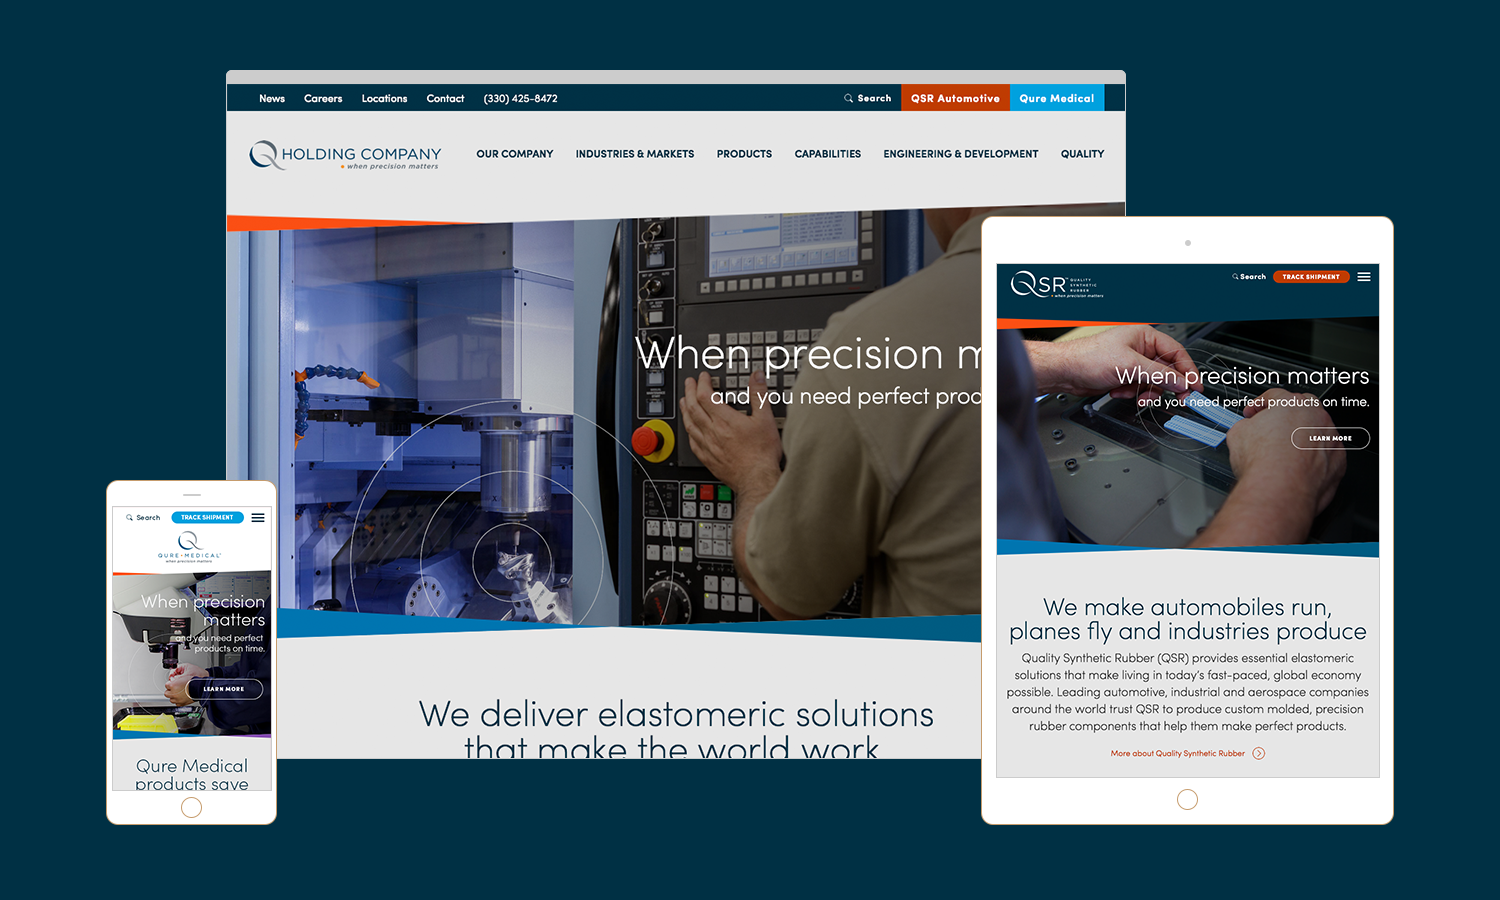 News Careers Locations Contact (330) 425-8472 Search QSR Automotive Qure Medical
Q HOLDING COMPANY
when precision matters
OUR COMPANY INDUSTRIES & MARKETS PRODUCTS CAPABILITIES ENGINEERING & DEVELOPMENT QUALITY
When precision m
and you need perfect proc
We deliver elastomeric solutions
that make the world work
Search TRACK SHIPMENT
QURE-MEDICAL
when precision matters
When precision
matters
and you need perfect
products on time.
LEARN MORE
Qure Medical
products save
QSR QUALITY
SYNTHETIC
RUBBER
when precision matters
Search TRACK SHIPMENT
When precision matters
and you need perfect products on time.
LEARN MORE
We make automobiles run,
planes fly and industries produce
Quality Synthetic Rubber (QSR) provides essential elastomeric
solutions that make living in today's fast-paced, global economy
possible. Leading automotive, industrial and aerospace companies
around the world trust QSR to produce custom molded, precision
rubber components that help them make perfect products.
More about Quality Synthetic Rubber